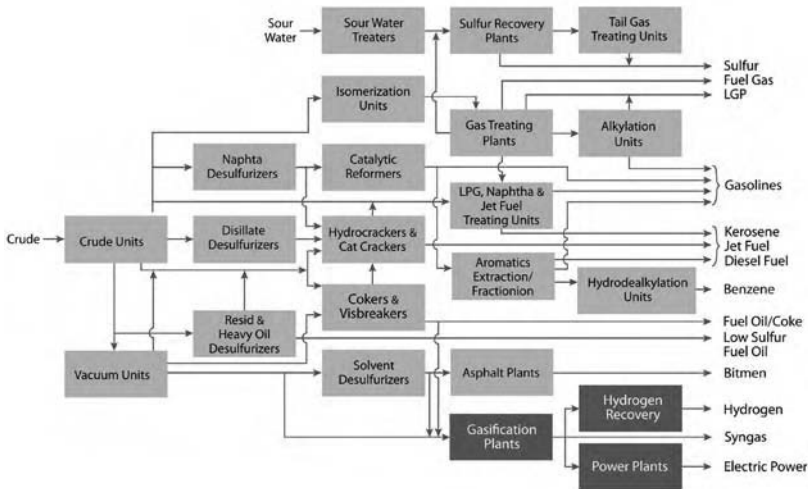 Sour
Water
Sour Water
Treaters
Sulfur Recovery
Plants
Tail Gas
Treating Units
Sulfur
Fuel Gas
LGP
Isomerization
Units
Gas Treating
Plants
Alkylation
Units
Naphta
Desulfurizers
Catalytic
Reformers
LPG, Naphtha &
Jet Fuel
Treating Units
Gasolines
Crude
Crude Units
Disillate
Desulfurizers
Hydrocrackers &
Cat Crackers
Kerosene
Jet Fuel
Diesel Fuel
Aromatics
Extraction/
Fractionion
Hydrodealkylation
Units
Benzene
Cokers &
Visbreakers
Resid &
Heavy Oil
Desulfurizers
Fuel Oil/Coke
Low Sulfur
Fuel Oil
Vacuum Units
Solvent
Desulfurizers
Asphalt Plants
Bitmen
Gasification
Plants
Hydrogen
Recovery
Hydrogen
Syngas
Power Plants
Electric Power